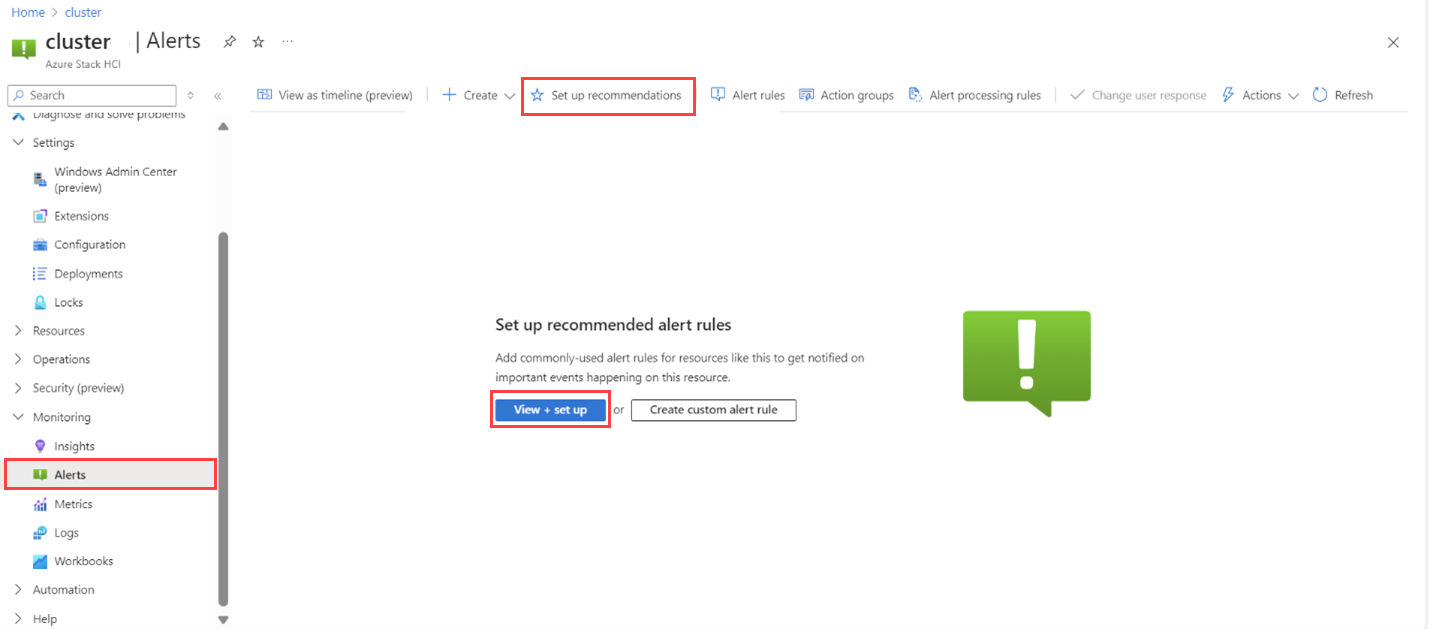 Home > cluster
cluster | Alerts
Azure Stack HCI
Search
View as timeline (preview)
Create
Set up recommendations
Alert rules
Action groups
Alert processing rules
Change user response
Actions
Refresh
Diagnose and solve problems
Settings
Windows Admin Center
(preview)
Extensions
Configuration
Deployments
Locks
Resources
Operations
Security (preview)
Monitoring
Insights
Alerts
Metrics
Logs
Workbooks
Automation
Help
Set up recommended alert rules
Add commonly-used alert rules for resources like this to get notified on
important events happening on this resource.
View + set up or Create custom alert rule